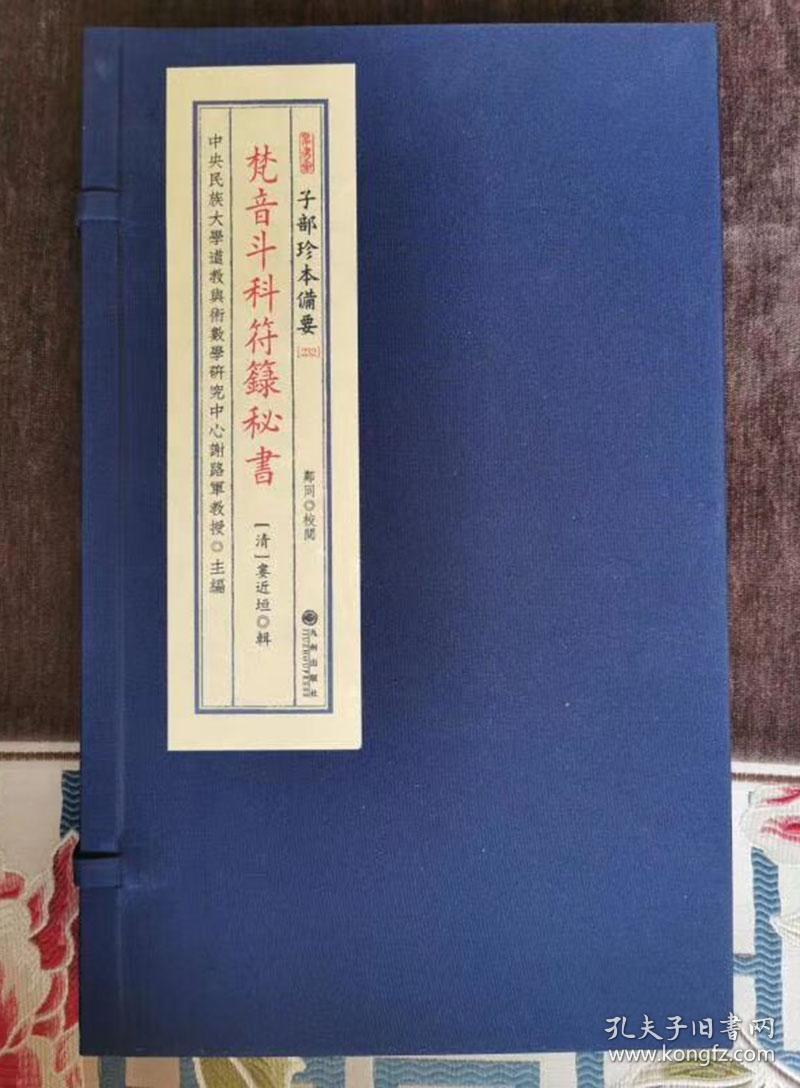 子部珍本備要
[232]
鄭同◎校閱
九州出版社
JIUZHOUPRESS
梵音斗科符籙秘書
[清]婁近垣◎輯
中央民族大學道教與術數學研究中心謝路軍教授◎主編
孔夫子旧书网
www.kongfz.com